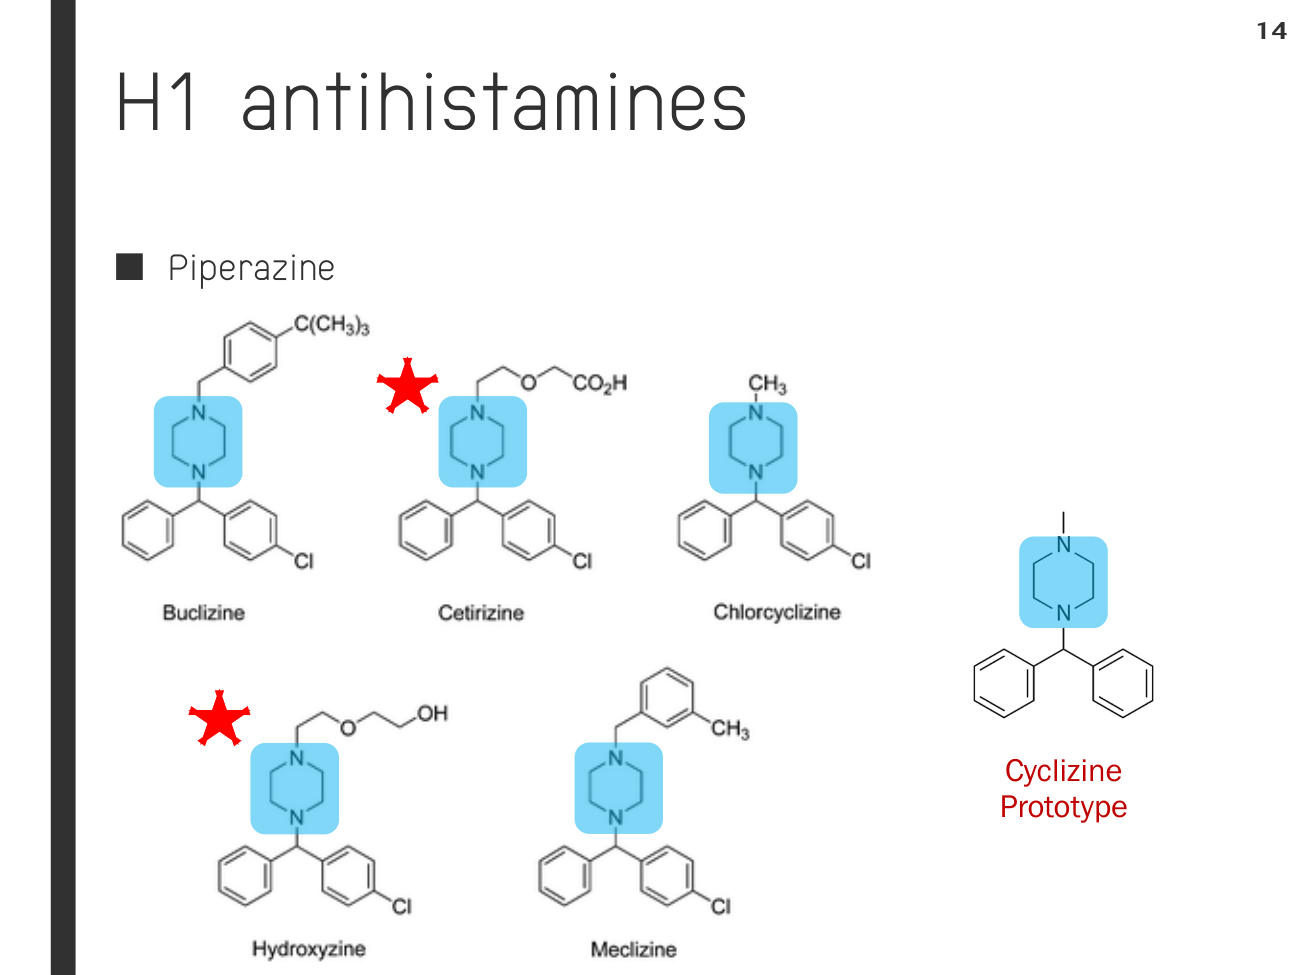 14
H1 antihistamines
Piperazine
C(CH₃)₃
N
N
Cl
Buclizine
O
CO₂H
N
N
Cl
Cetirizine
CH₃
N
N
Cl
Chlorcyclizine
N
N
Cyclizine
Prototype
OH
O
N
N
Cl
Hydroxyzine
CH₃
N
N
Cl
Meclizine